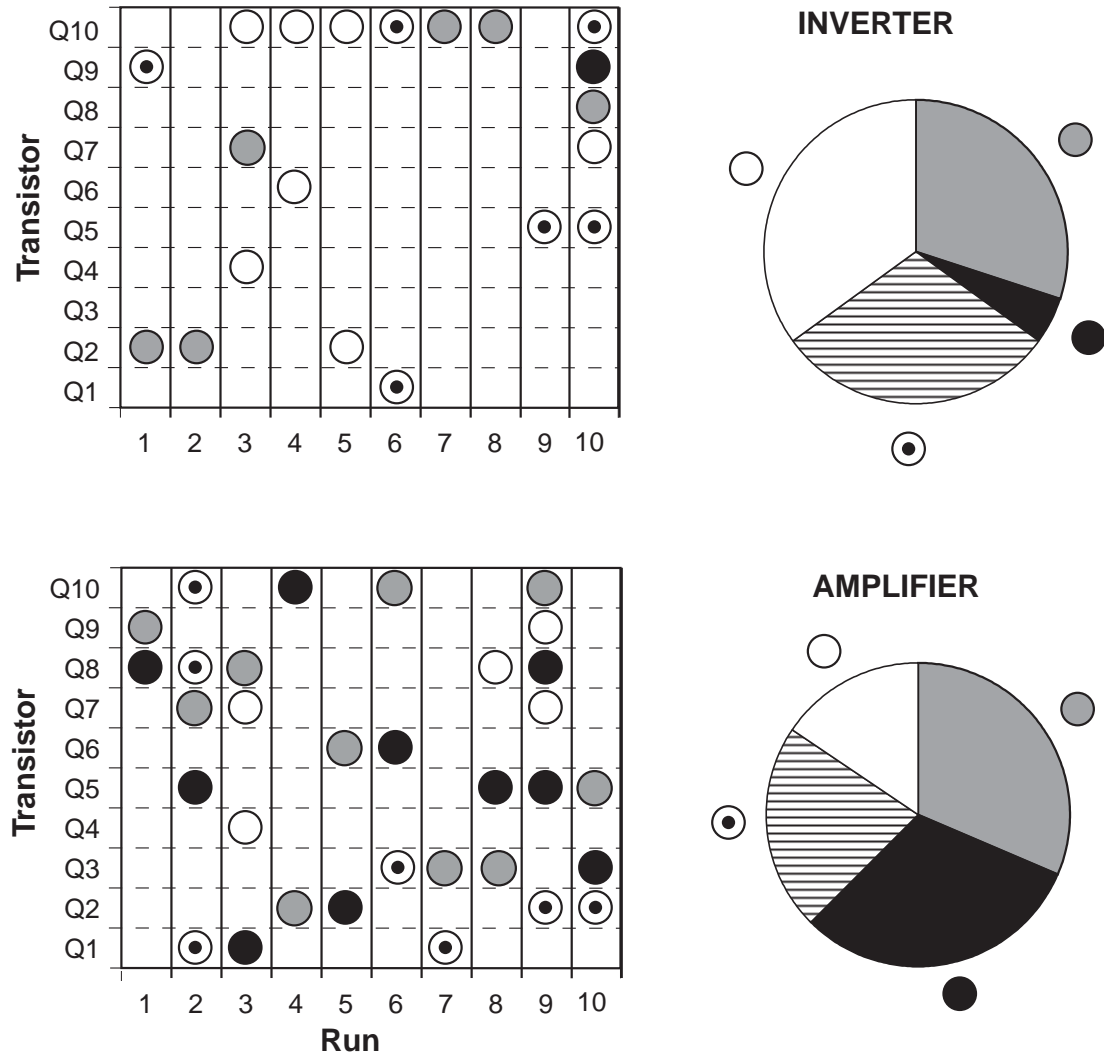 INVERTER
Transistor
Q10
Q9
Q8
Q7
Q6
Q5
Q4
Q3
Q2
Q1
1 2 3 4 5 6 7 8 9 10
AMPLIFIER
Transistor
Q10
Q9
Q8
Q7
Q6
Q5
Q4
Q3
Q2
Q1
1 2 3 4 5 6 7 8 9 10
Run